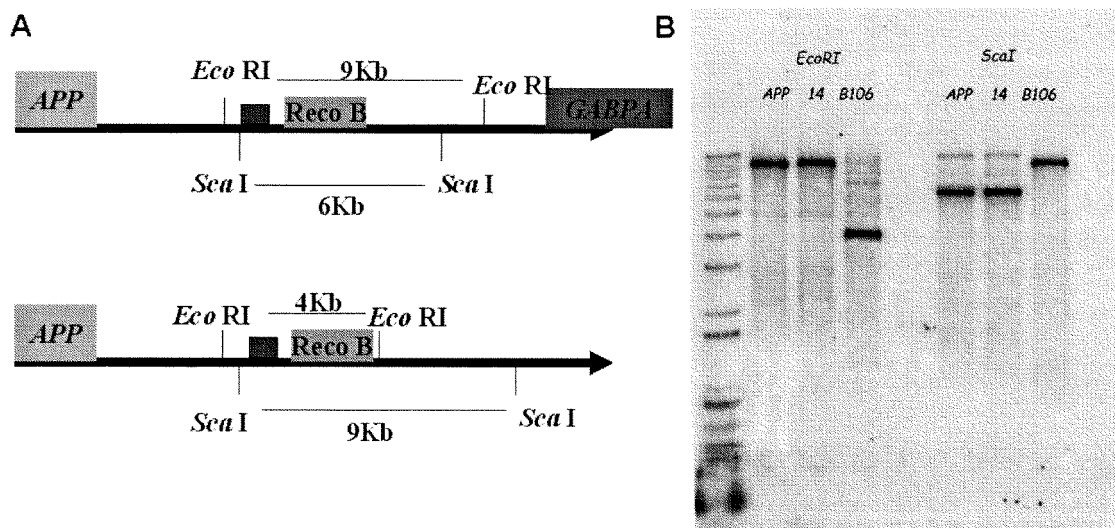 A
9Kb
Eco RI
Eco RI
APP
Reco B
GABPA
Sca I
Sca I
6Kb
4Kb
Eco RI
Eco RI
APP
Reco B
Sca I
Sca I
9Kb
B
EcoRI
ScaI
APP 14 B106
APP 14 B106